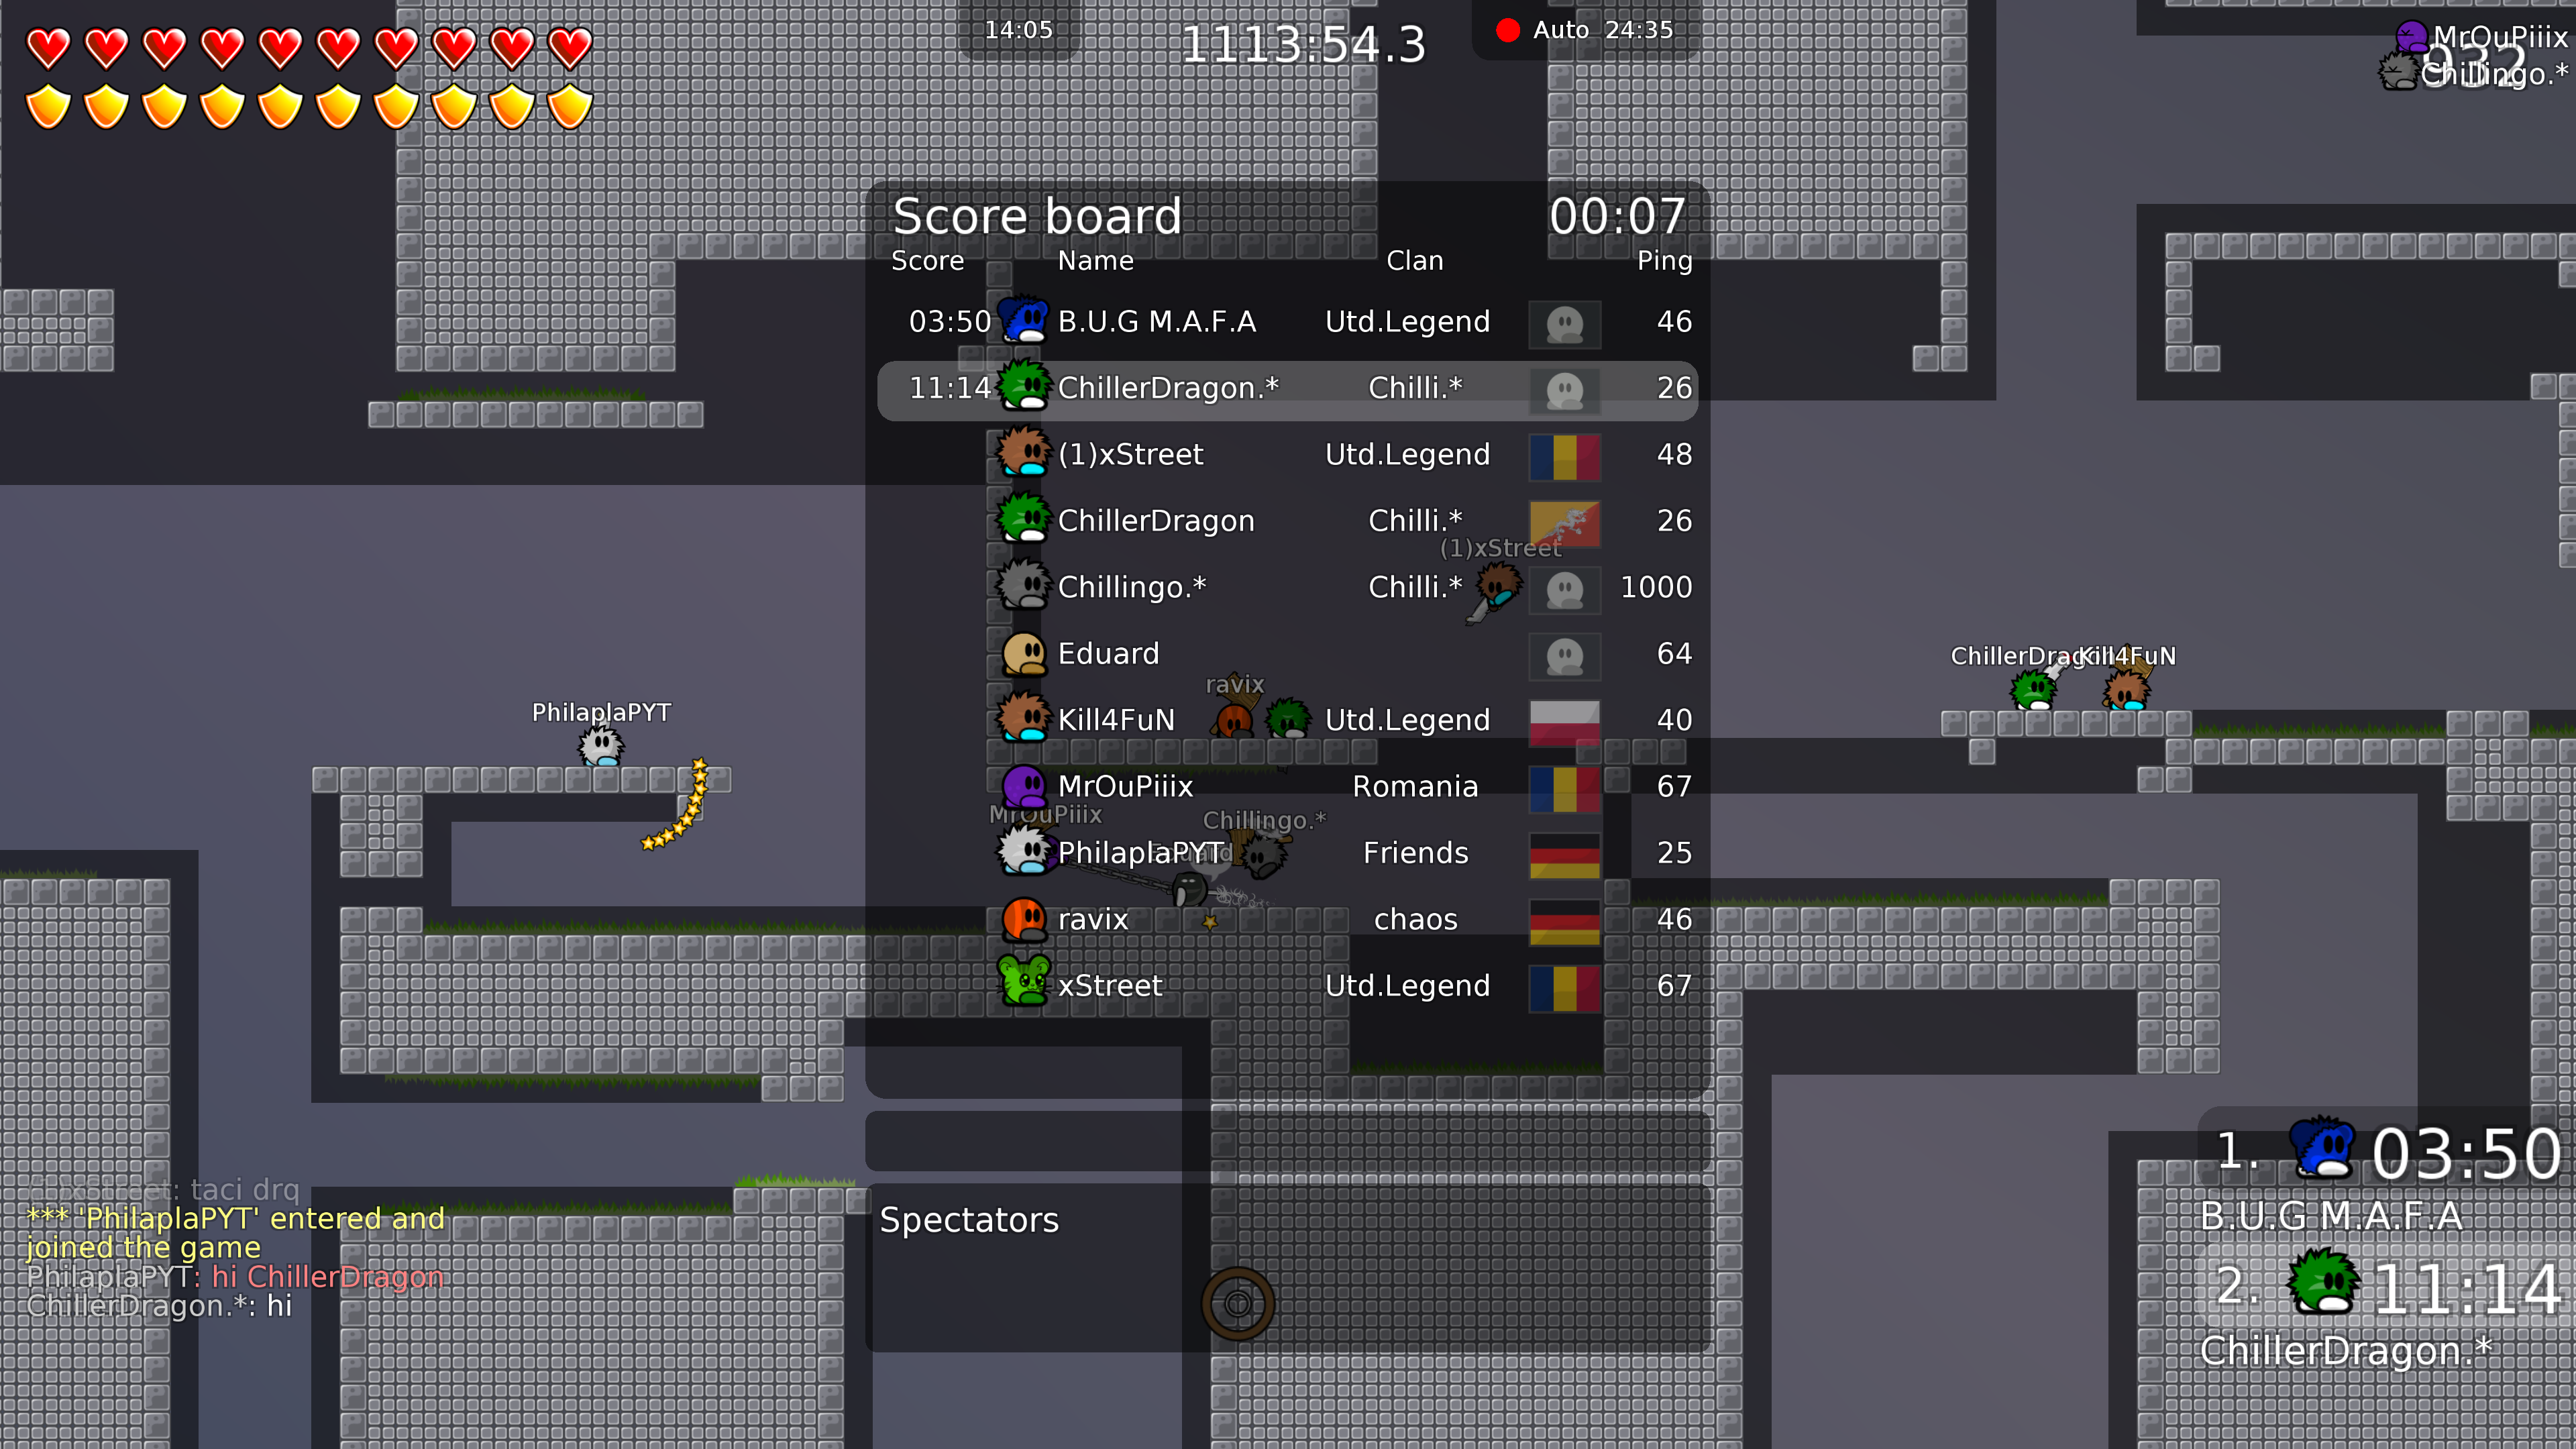 14:05
1113:54.3
Auto 24:35
MrOuPiiix
932
Chillingo.*
Score board 00:07
Score Name Clan Ping
03:50 B.U.G M.A.F.A Utd.Legend 46
11:14 ChillerDragon.* Chilli.* 26
(1)xStreet Utd.Legend 48
ChillerDragon Chilli.* 26
(1)xStreet
Chillingo.* Chilli.* 1000
Eduard 64
ChillerDragon Kill4FuN
ravix
PhilaplaPYT
Kill4FuN Utd.Legend 40
MrOuPiiix Romania 67
MrOuPiiix Chillingo.*
PhilaplaPYT Friends 25
Eduard
ravix chaos 46
xStreet Utd.Legend 67
Spectators
(1)xStreet: taci drq
*** 'PhilaplaPYT' entered and
joined the game
PhilaplaPYT: hi ChillerDragon
ChillerDragon.*: hi
1. 03:50
B.U.G M.A.F.A
2. 11:14
ChillerDragon.*